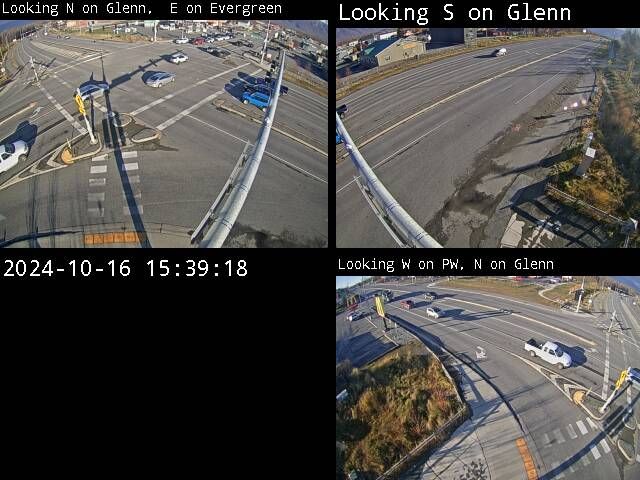 Looking N on Glenn, E on Evergreen
Looking S on Glenn
2024-10-16 15:39:18
Looking W on PW, N on Glenn